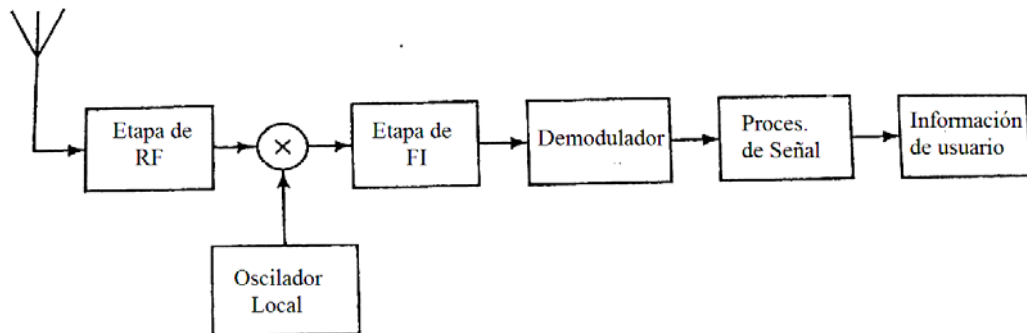 Etapa de
RF
×
Etapa de
FI
Demodulador
Proces.
de Señal
Información
de usuario
Oscilador
Local